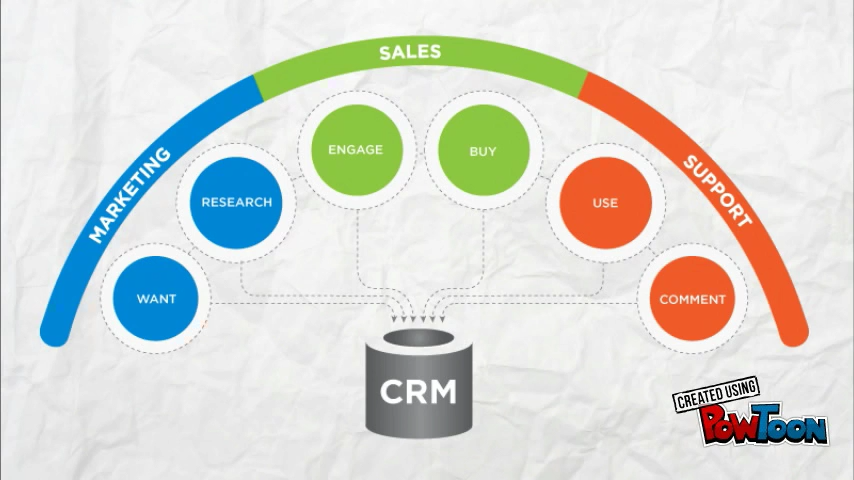 SALES
MARKETING
SUPPORT
ENGAGE
BUY
RESEARCH
USE
WANT
COMMENT
CRM
CREATED USING
POWTOON